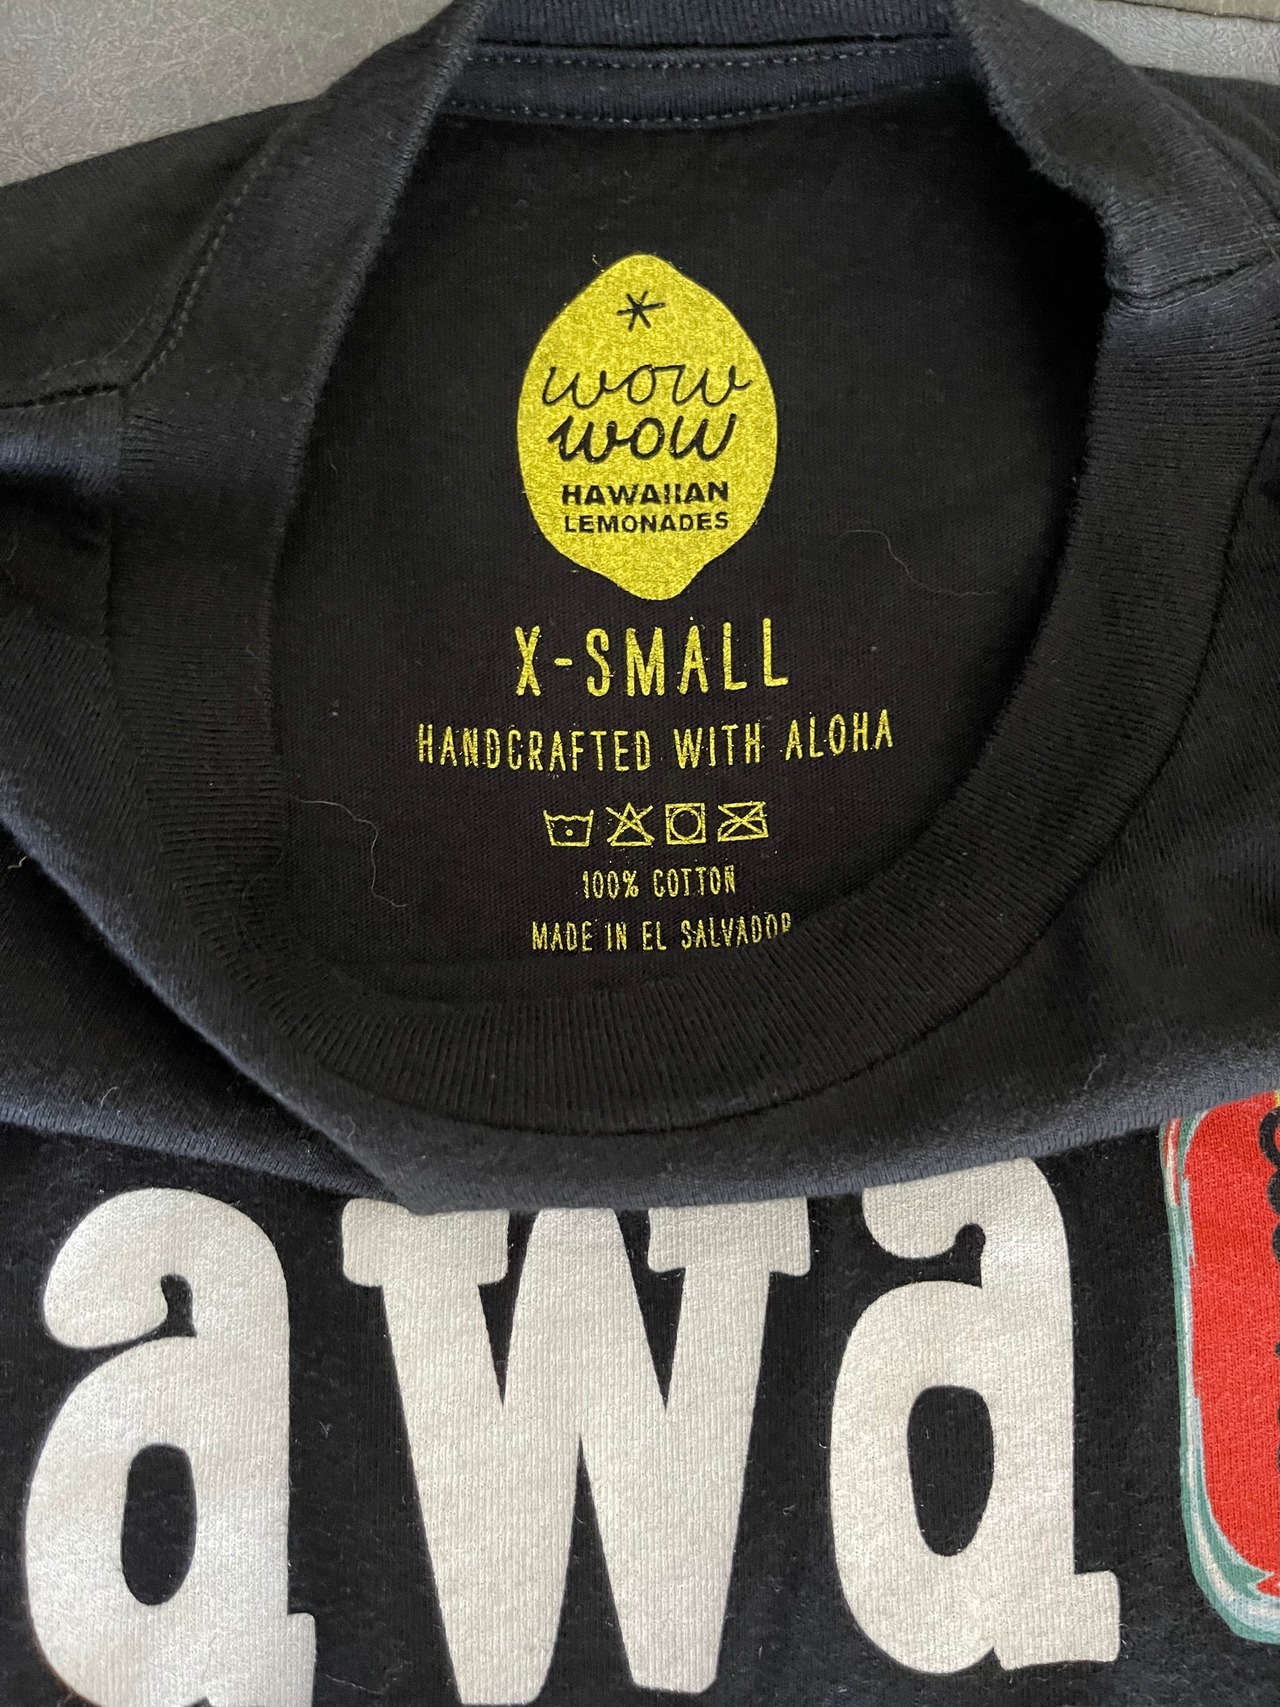 wow
wow
HAWAIIAN
LEMONADES
X-SMALL
HANDCRAFTED WITH ALOHA
100% COTTON
MADE IN EL SALVADOR
awa